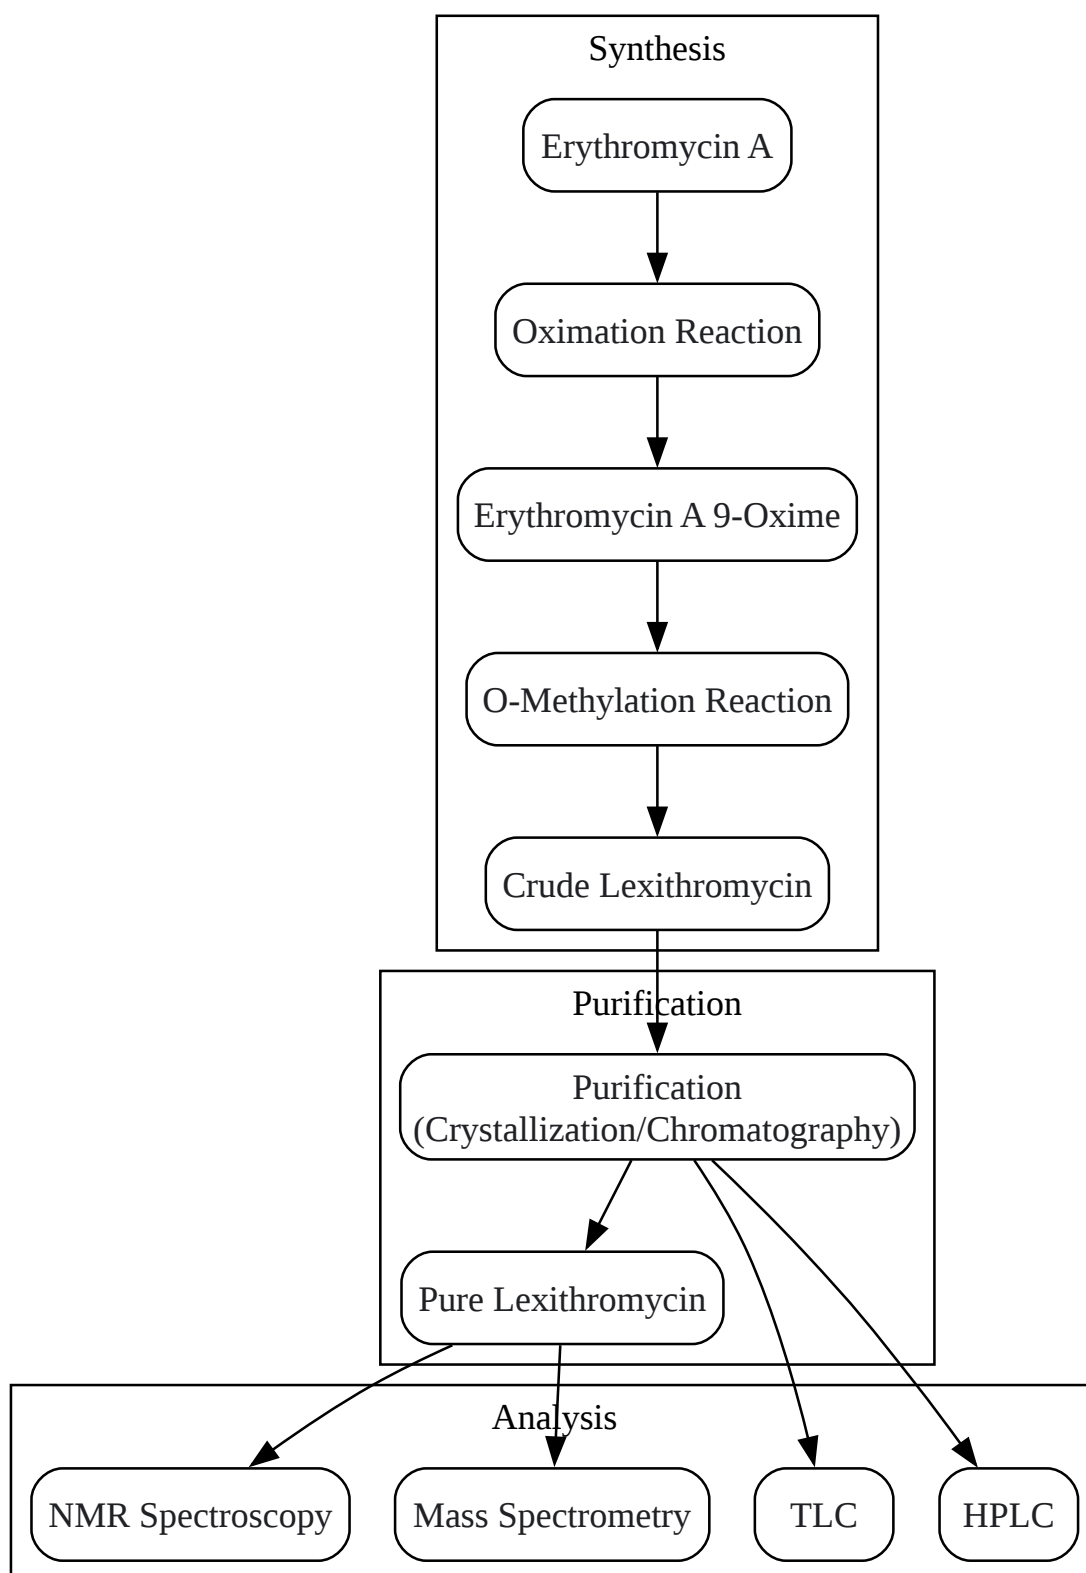 Synthesis
Erythromycin A
Oximation Reaction
Erythromycin A 9-Oxime
O-Methylation Reaction
Crude Lexithromycin
Purification
Purification
(Crystallization/Chromatography)
Pure Lexithromycin
Analysis
NMR Spectroscopy
Mass Spectrometry
TLC
HPLC